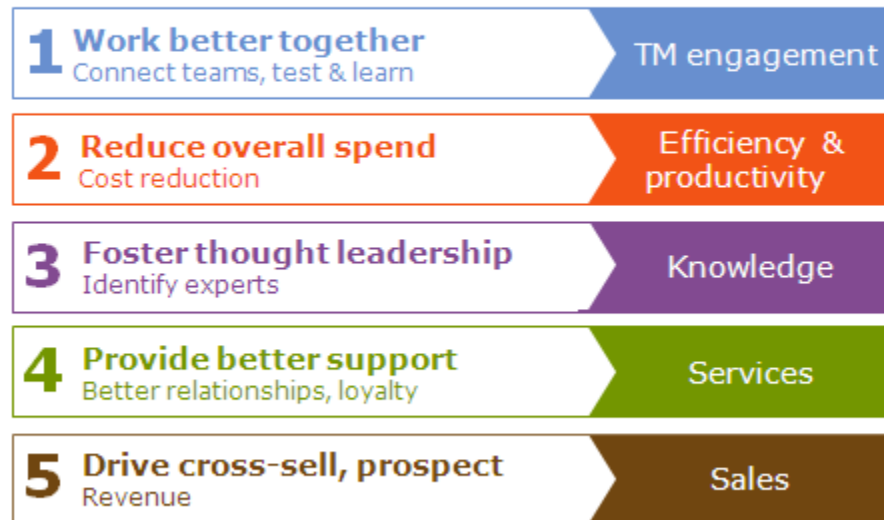 1 Work better together
Connect teams, test & learn
TM engagement
2 Reduce overall spend
Cost reduction
Efficiency &
productivity
3 Foster thought leadership
Identify experts
Knowledge
4 Provide better support
Better relationships, loyalty
Services
5 Drive cross-sell, prospect
Revenue
Sales